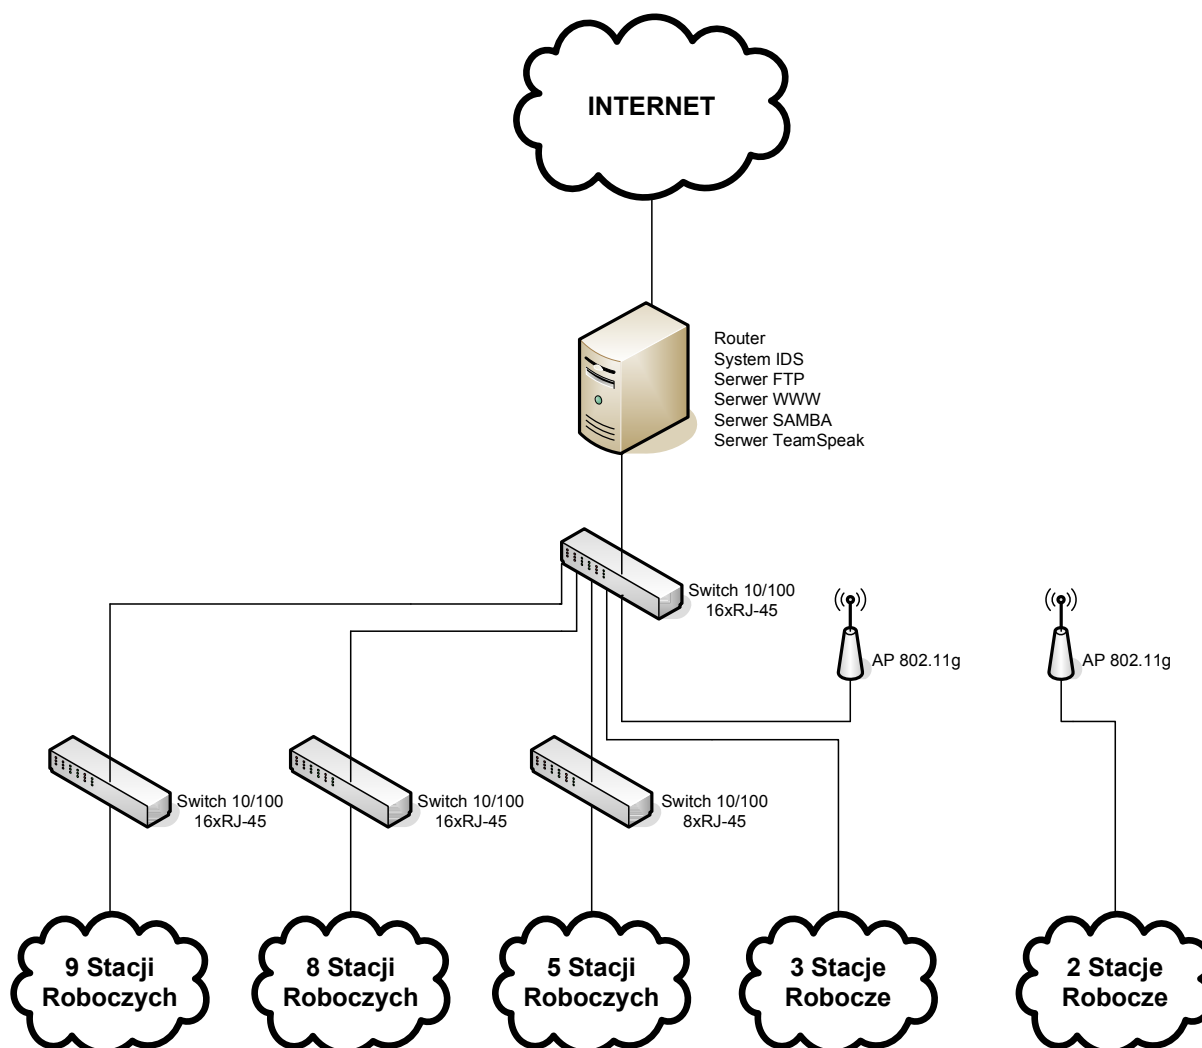 INTERNET
Router
System IDS
Serwer FTP
Serwer WWW
Serwer SAMBA
Serwer TeamSpeak
Switch 10/100
16xRJ-45
AP 802.11g
AP 802.11g
Switch 10/100
16xRJ-45
Switch 10/100
16xRJ-45
Switch 10/100
8xRJ-45
9 Stacji
Roboczych
8 Stacji
Roboczych
5 Stacji
Roboczych
3 Stacje
Robocze
2 Stacje
Robocze